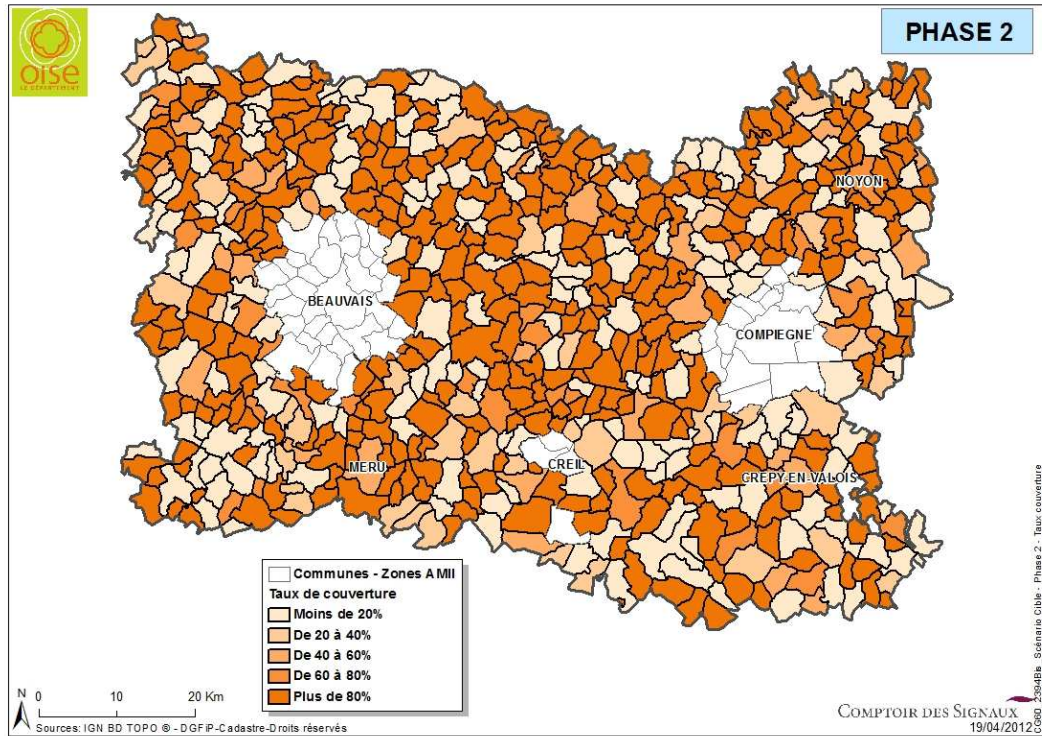 oise
LE DÉPARTEMENT
PHASE 2
NOYON
BEAUVAIS
COMPIEGNE
MERU
CREIL
CREPY-EN-VALOIS
Communes - Zones AMII
Taux de couverture
Moins de 20%
De 20 à 40%
De 40 à 60%
De 60 à 80%
Plus de 80%
N 0 10 20 Km
Sources: IGN BD TOPO ® - DGFiP-Cadastre-Droits réservés
COMPTOIR DES SIGNAUX
19/04/2012
CG60_2394Bis Scénario Cible - Phase 2 - Taux couverture